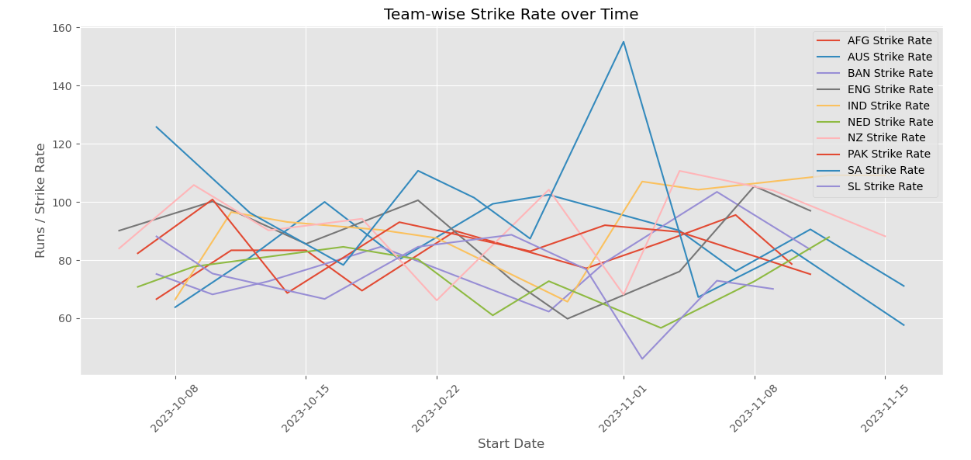 Team-wise Strike Rate over Time
160
140
120
100
80
60
Runs / Strike Rate
AFG Strike Rate
AUS Strike Rate
BAN Strike Rate
ENG Strike Rate
IND Strike Rate
NED Strike Rate
NZ Strike Rate
PAK Strike Rate
SA Strike Rate
SL Strike Rate
2023-10-08
2023-10-15
2023-10-22
2023-11-01
2023-11-08
2023-11-15
Start Date